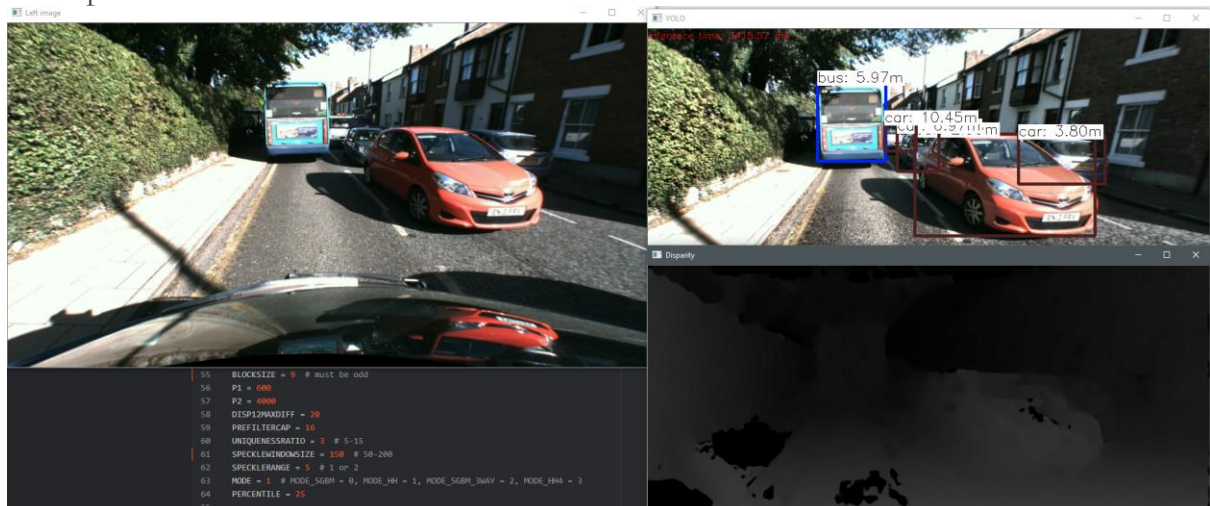 Left image
YOLO
bus: 5.97m
car: 10.45m
car: 3.80m
Disparity
55 BLOCKSIZE = 9 # must be odd
56 P1 = 600
57 P2 = 4000
58 DISP12MAXDIFF = 20
59 PREFILTERCAP = 16
60 UNIQUENESSRATIO = 3 # 5-15
61 SPECKLEWINDOWSIZE = 150 # 50-200
62 SPECKLERANGE = 5 # 1 or 2
63 MODE = 1 # MODE_SGBM = 0, MODE_HH = 1, MODE_SGBM_3WAY = 2, MODE_HH4 = 3
64 PERCENTILE = 25